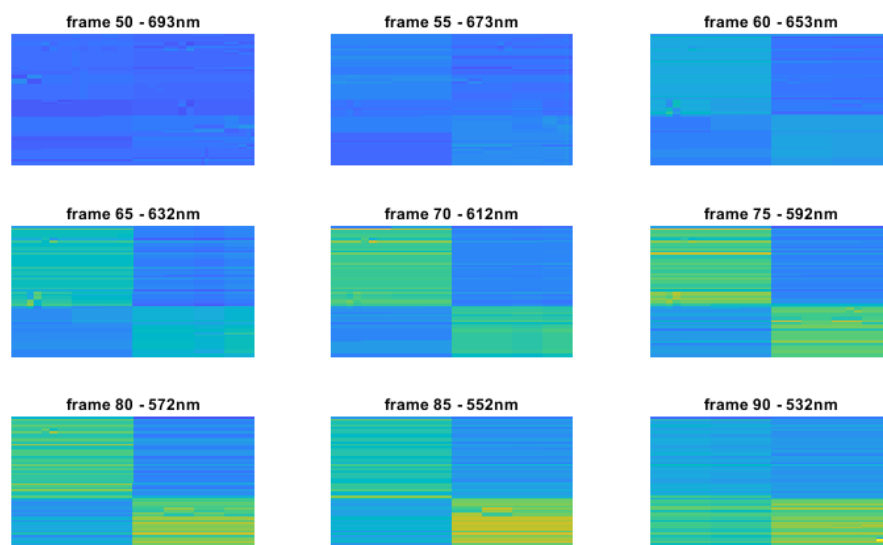 frame 50 - 693nm
frame 55 - 673nm
frame 60 - 653nm
frame 65 - 632nm
frame 70 - 612nm
frame 75 - 592nm
frame 80 - 572nm
frame 85 - 552nm
frame 90 - 532nm